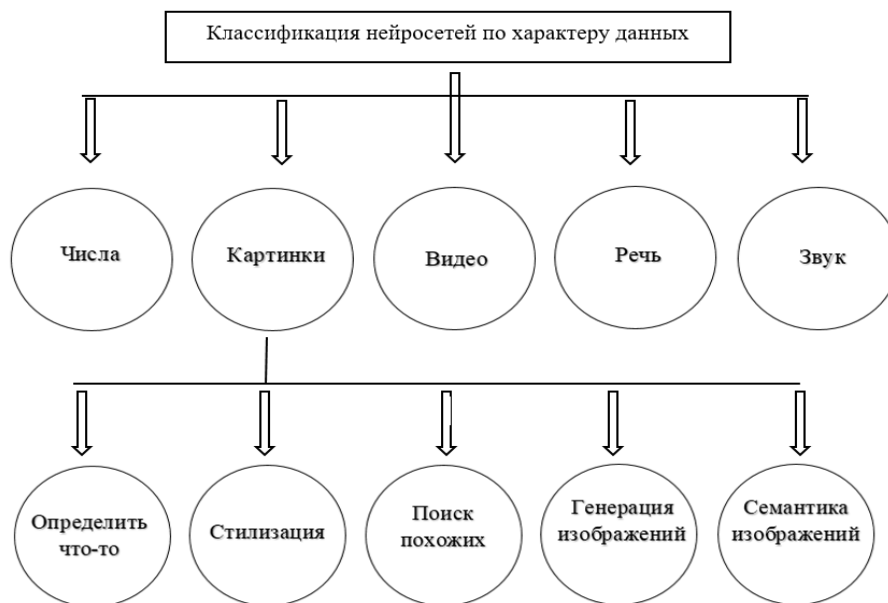 Классификация нейросетей по характеру данных
Числа
Картинки
Видео
Речь
Звук
Определить
что-то
Стилизация
Поиск
похожих
Генерация
изображений
Семантика
изображений